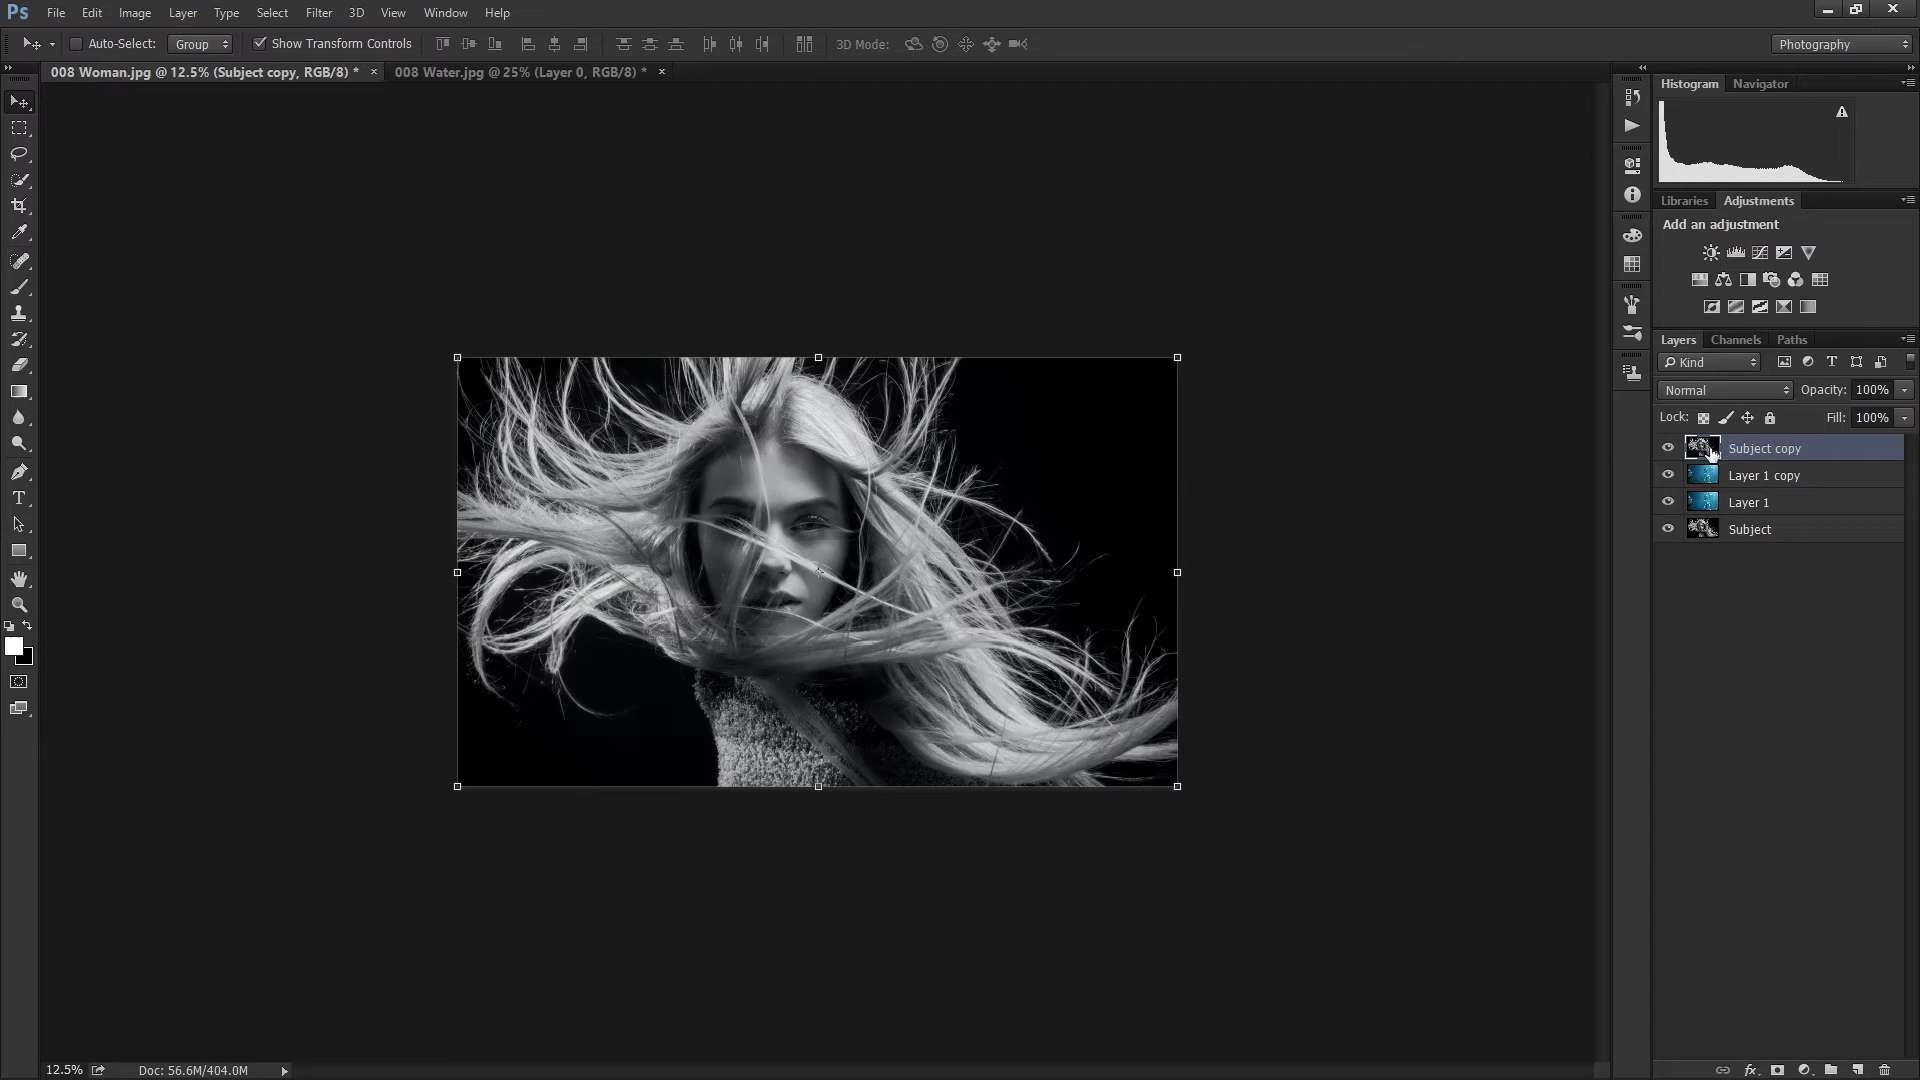 Ps File Edit Image Layer Type Select Filter 3D View Window Help
Auto-Select: Group Show Transform Controls 3D Mode: Photography
008 Woman.jpg @ 12.5% (Subject copy, RGB/8) * × 008 Water.jpg @ 25% (Layer 0, RGB/8) * ×
Histogram Navigator
Libraries Adjustments
Add an adjustment
Layers Channels Paths
Kind
Normal Opacity: 100%
Lock: Fill: 100%
Subject copy
Layer 1 copy
Layer 1
Subject
12.5% Doc: 56.6M/404.0M